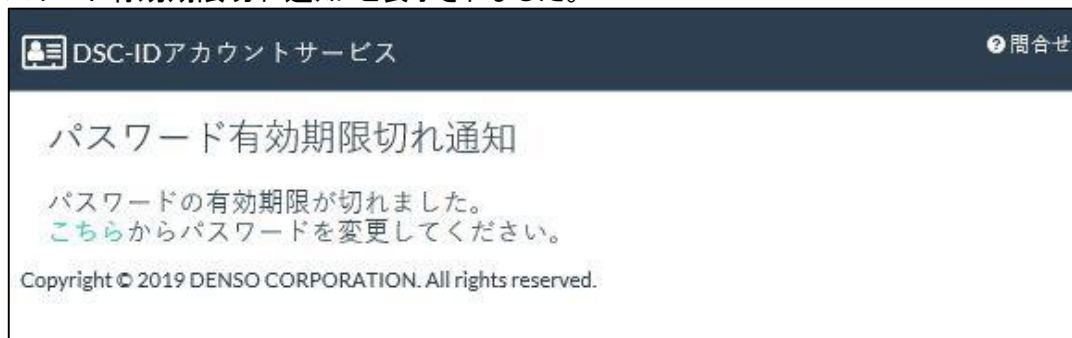 DSC-IDアカウントサービス
問合せ
パスワード有効期限切れ通知
パスワードの有効期限が切れました。
こちらからパスワードを変更してください。
Copyright © 2019 DENSO CORPORATION. All rights reserved.